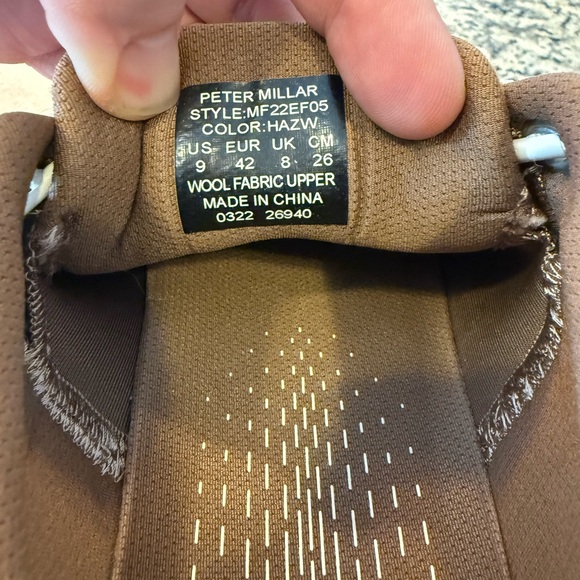 PETER MILLAR
STYLE:MF22EF05
COLOR:HAZW
US EUR UK CM
9 42 8 26
WOOL FABRIC UPPER
MADE IN CHINA
0322 26940